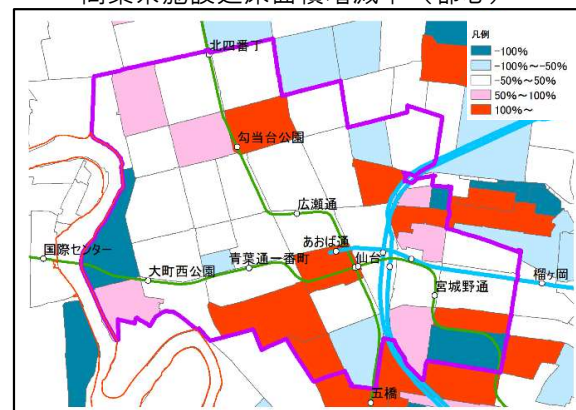 商業系施設延床面積増減率（都心）
凡例
-100%
-100%～-50%
-50%～50%
50%～100%
100%～
北四番丁
勾当台公園
広瀬通
あおば通
国際センター
仙台
青葉通一番町
大町西公園
榴ヶ岡
宮城野通
五橋